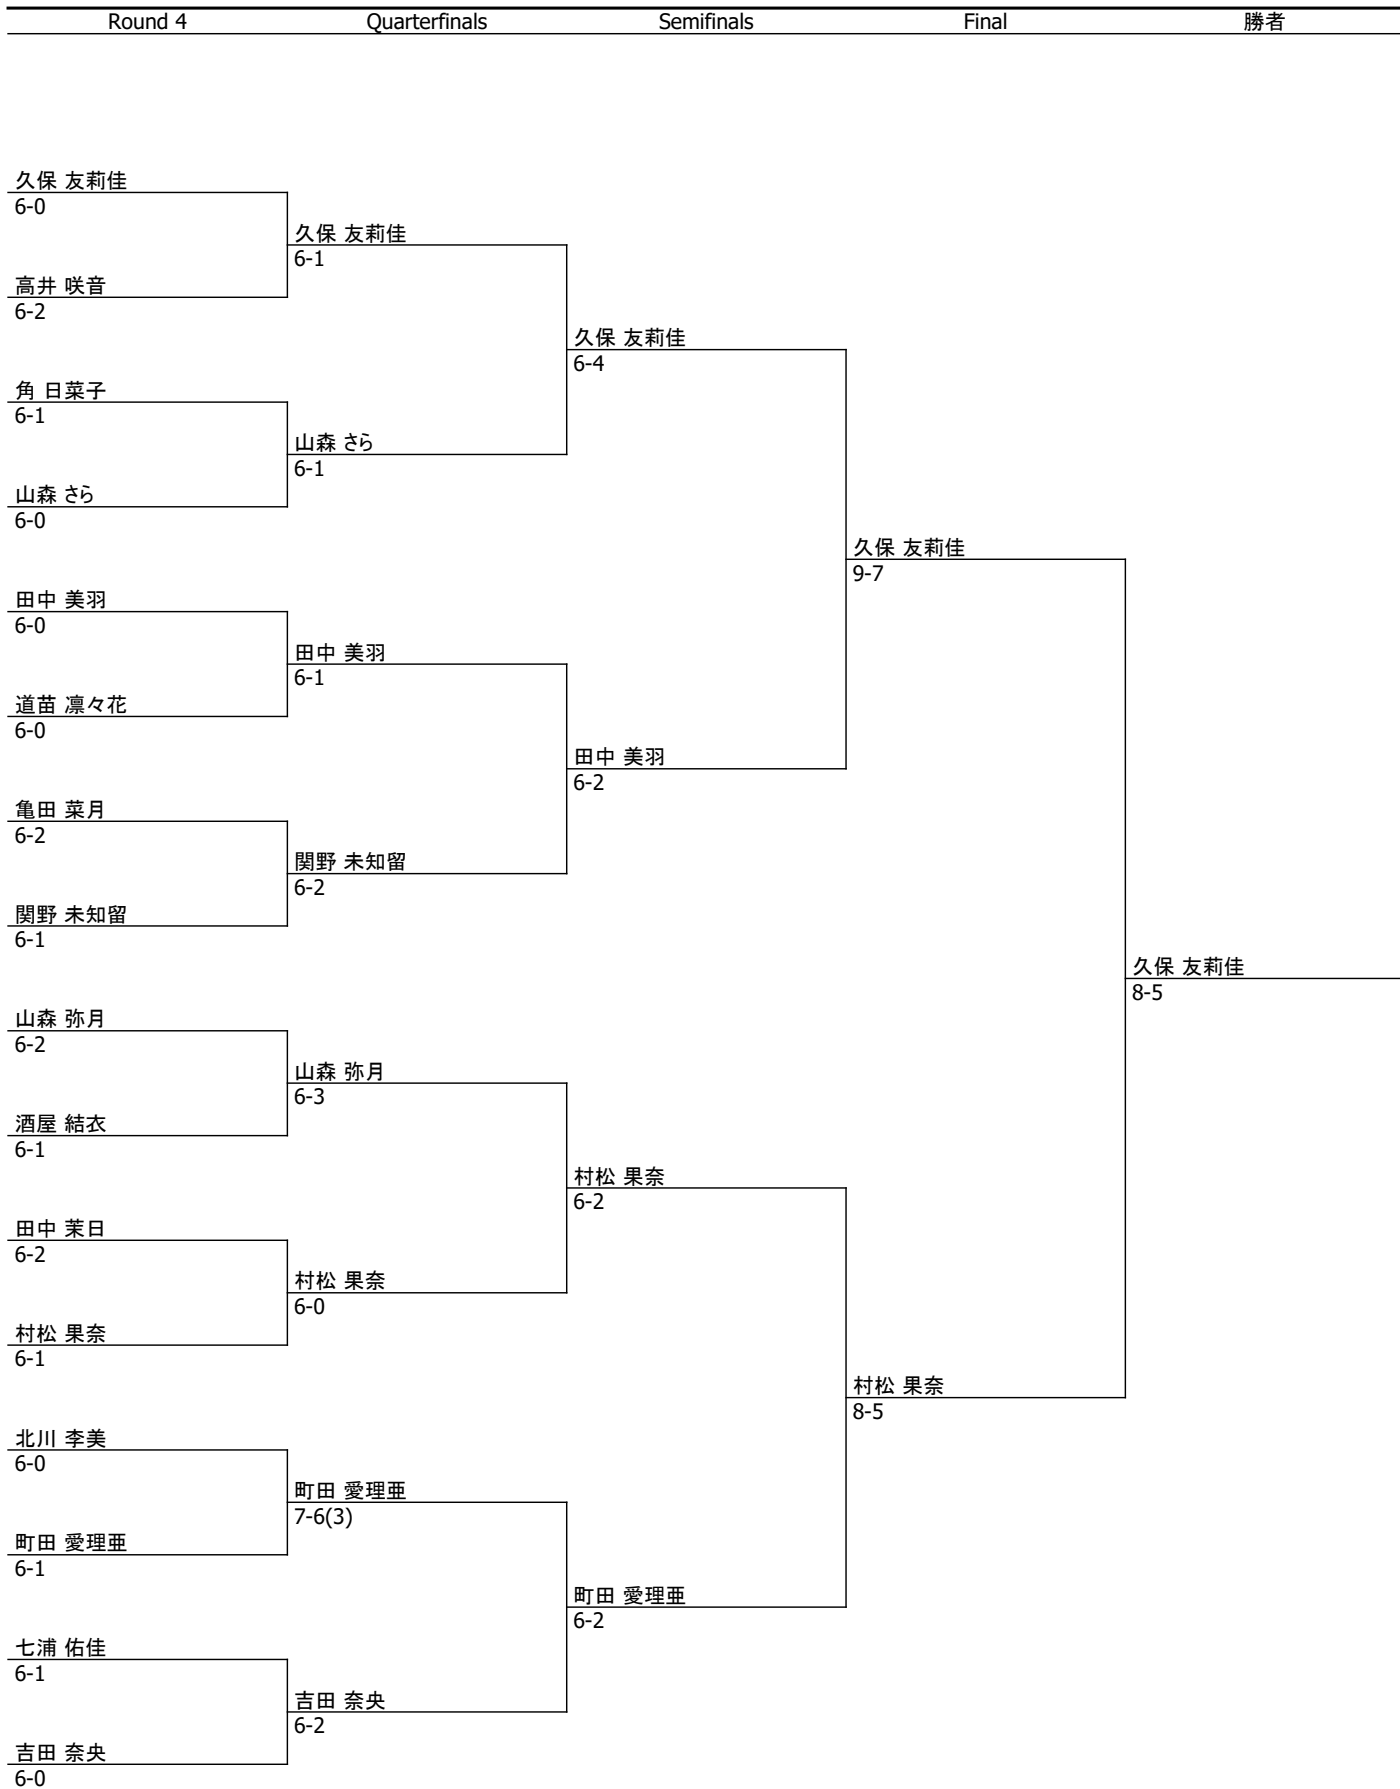 Round 4 Quarterfinals Semifinals Final 勝者
久保 友莉佳
6-0
久保 友莉佳
6-1
高井 咲音
6-2
久保 友莉佳
6-4
角 日菜子
6-1
山森 さら
6-1
山森 さら
6-0
久保 友莉佳
9-7
田中 美羽
6-0
田中 美羽
6-1
道苗 凛々花
6-0
田中 美羽
6-2
亀田 菜月
6-2
関野 未知留
6-2
関野 未知留
6-1
久保 友莉佳
8-5
山森 弥月
6-2
山森 弥月
6-3
酒屋 結衣
6-1
村松 果奈
6-2
田中 茉日
6-2
村松 果奈
6-0
村松 果奈
6-1
村松 果奈
8-5
北川 李美
6-0
町田 愛理亜
7-6(3)
町田 愛理亜
6-1
町田 愛理亜
6-2
七浦 佑佳
6-1
吉田 奈央
6-2
吉田 奈央
6-0